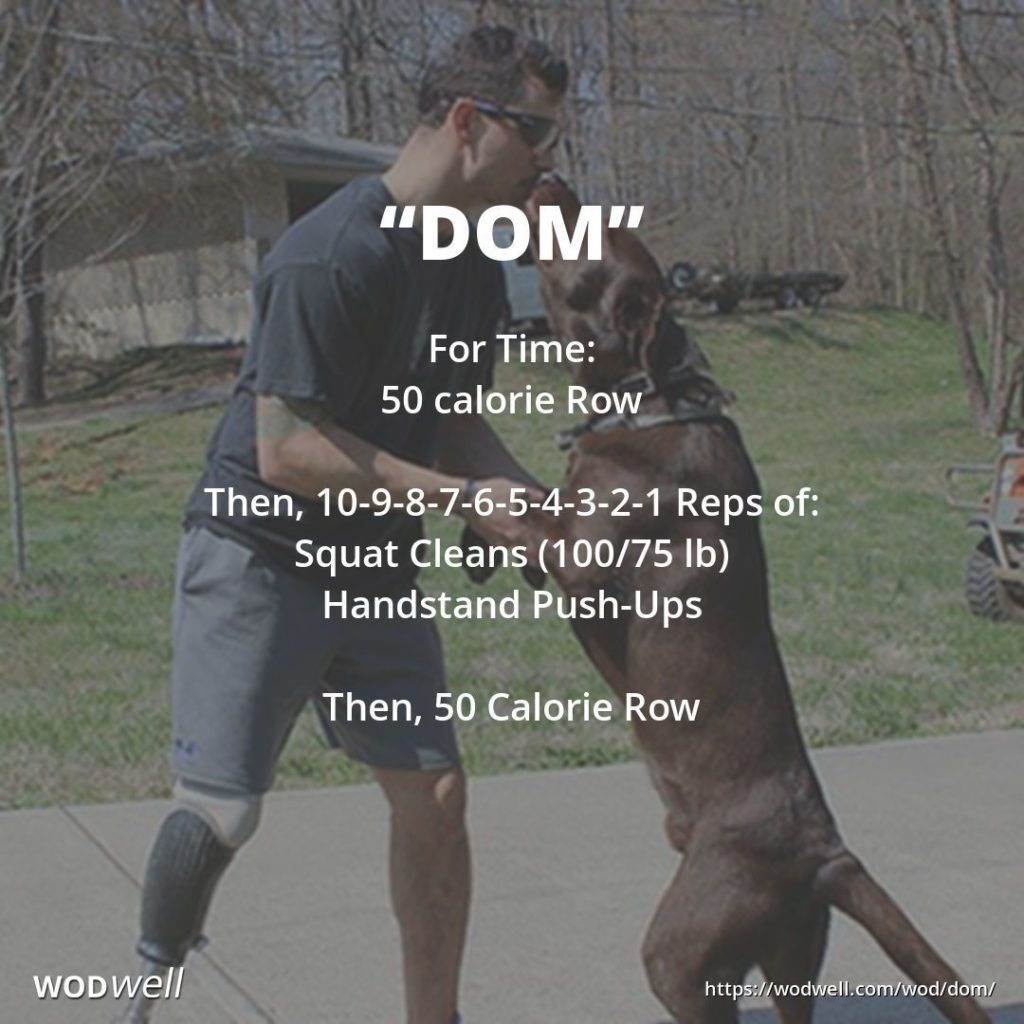 “DOM”
For Time:
50 calorie Row
Then, 10-9-8-7-6-5-4-3-2-1 Reps of:
Squat Cleans (100/75 lb)
Handstand Push-Ups
Then, 50 Calorie Row
WODwell
https://wodwell.com/wod/dom/